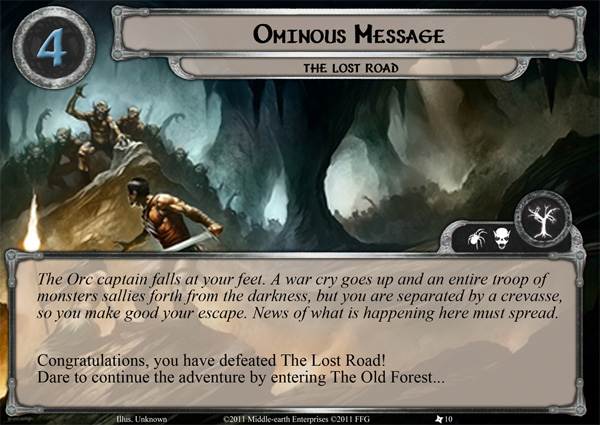 4
Ominous Message
The Lost Road
The Orc captain falls at your feet. A war cry goes up and an entire troop of
monsters sallies forth from the darkness, but you are separated by a crevasse,
so you make good your escape. News of what is happening here must spread.
Congratulations, you have defeated The Lost Road!
Dare to continue the adventure by entering The Old Forest...
Illus. Unknown ©2011 Middle-earth Enterprises ©2011 FFG 10